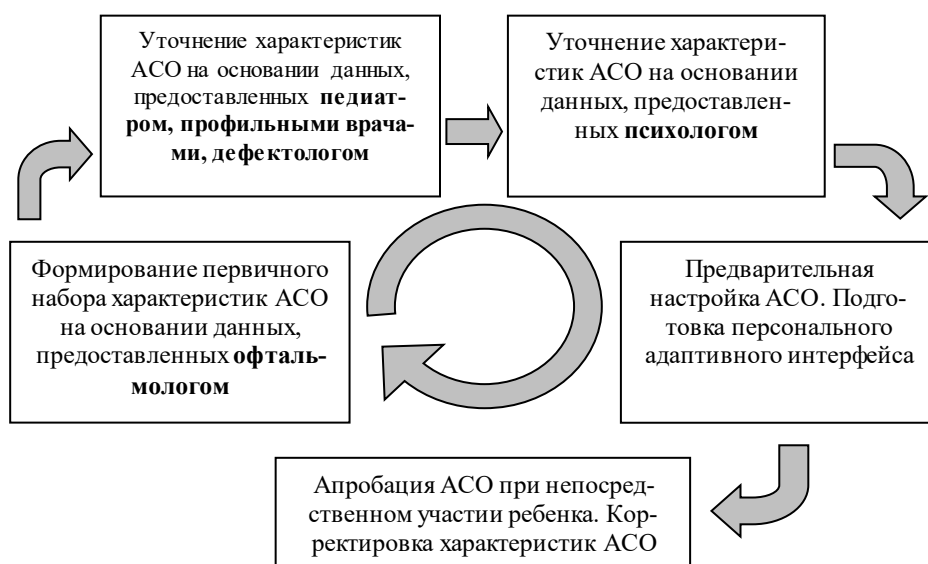 Уточнение характеристик
АСО на основании данных,
предоставленных педиат-
ром, профильными врача-
ми, дефектологом
Уточнение характери-
стик АСО на основании
данных, предоставлен-
ных психологом
Формирование первичного
набора характеристик АСО
на основании данных,
предоставленных офталь-
мологом
Предварительная
настройка АСО. Подго-
товка персонального
адаптивного интерфейса
Апробация АСО при непосред-
ственном участии ребенка. Кор-
ректировка характеристик АСО